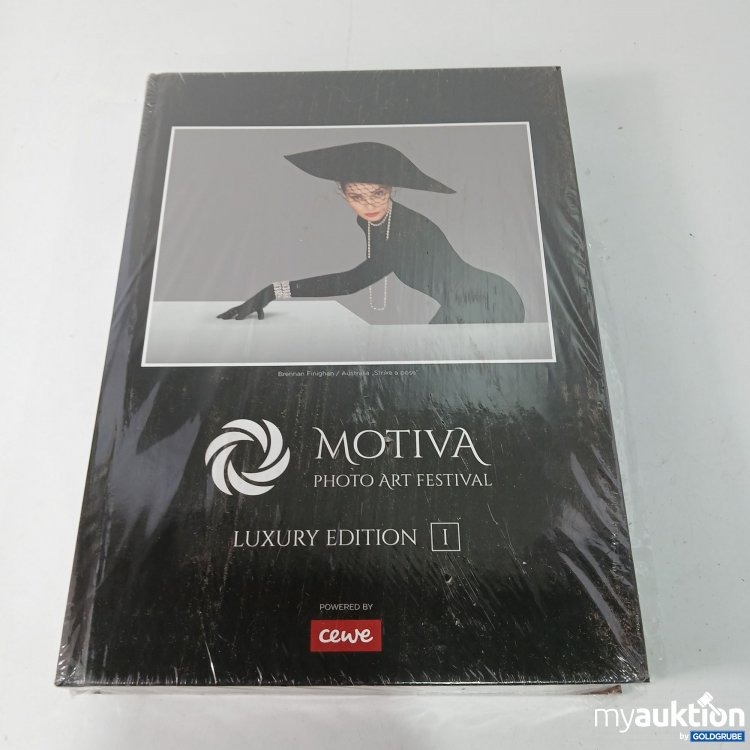 Brennan Finighan / Australia „Strike a pose"
MOTIVA
PHOTO ART FESTIVAL
LUXURY EDITION I
POWERED BY
cewe
myauktion
by GOLDGRUBE